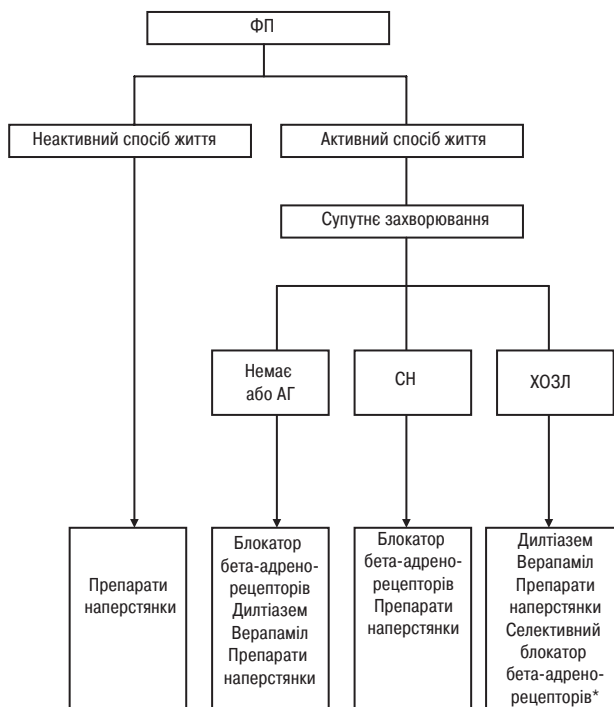 ФП
Неактивний спосіб життя
Активний спосіб життя
Супутнє захворювання
Немає
або АГ
СН
ХОЗЛ
Препарати
наперстянки
Блокатор
бета-адрено-
рецепторів
Дилтіазем
Верапаміл
Препарати
наперстянки
Блокатор
бета-адрено-
рецепторів
Препарати
наперстянки
Дилтіазем
Верапаміл
Препарати
наперстянки
Селективний
блокатор
бета-адрено-
рецепторів*